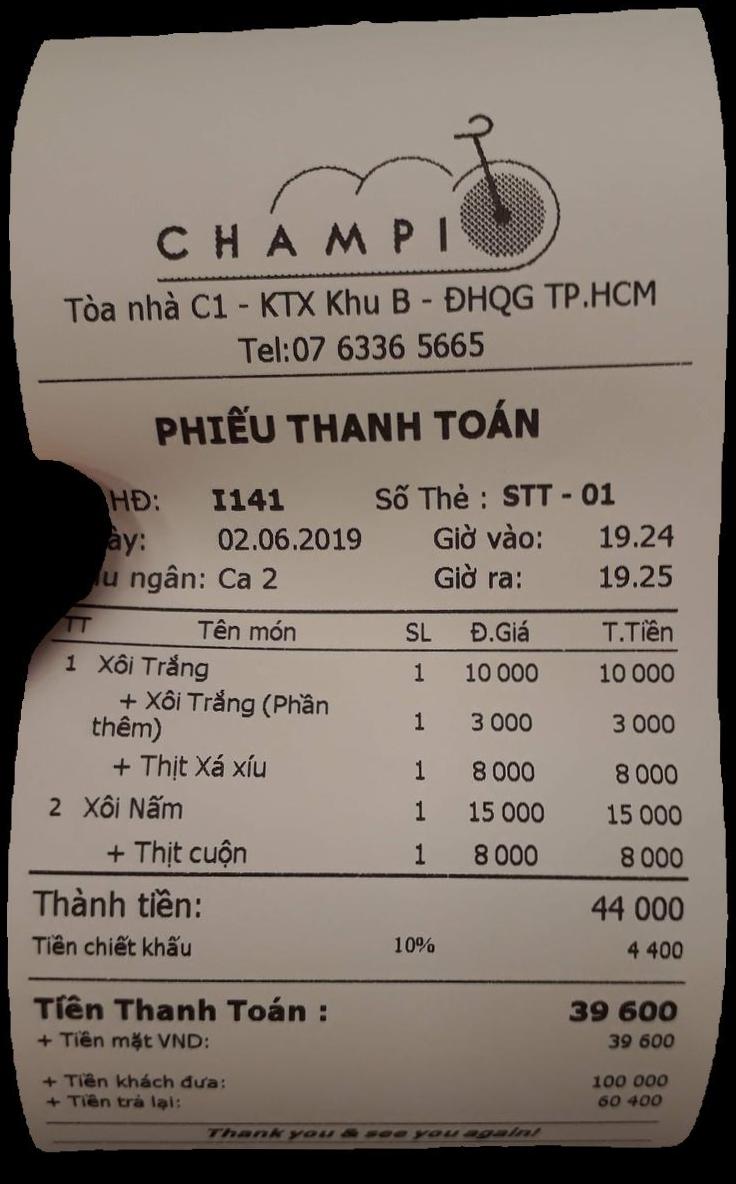 CHAMPI
Tòa nhà C1 - KTX Khu B - ĐHQG TP.HCM
Tel:07 6336 5665
PHIẾU THANH TOÁN
HĐ: I141 Số Thẻ : STT - 01
02.06.2019 Giờ vào: 19.24
ngân: Ca 2 Giờ ra: 19.25
TT Tên món SL Đ.Giá T.Tiền
1 Xôi Trắng 1 10 000 10 000
+ Xôi Trắng (Phần
thêm) 1 3 000 3 000
+ Thịt Xá xíu 1 8 000 8 000
2 Xôi Nấm 1 15 000 15 000
+ Thịt cuộn 1 8 000 8 000
Thành tiền: 44 000
Tiền chiết khấu 10% 4 400
Tiền Thanh Toán : 39 600
+ Tiền mặt VND: 39 600
+ Tiền khách đưa: 100 000
+ Tiền trả lại: 60 400
Thank you & see you again!